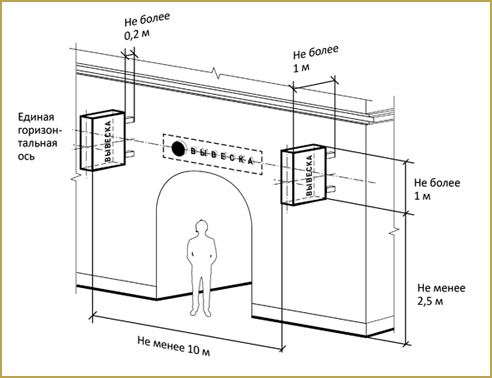 Не более
0,2 м
Не более
1 м
Единая
горизон-
тальная
ось
ВЫВЕСКА
ВЫВЕСКА
ВЫВЕСКА
Не более
1 м
Не менее
2,5 м
Не менее 10 м